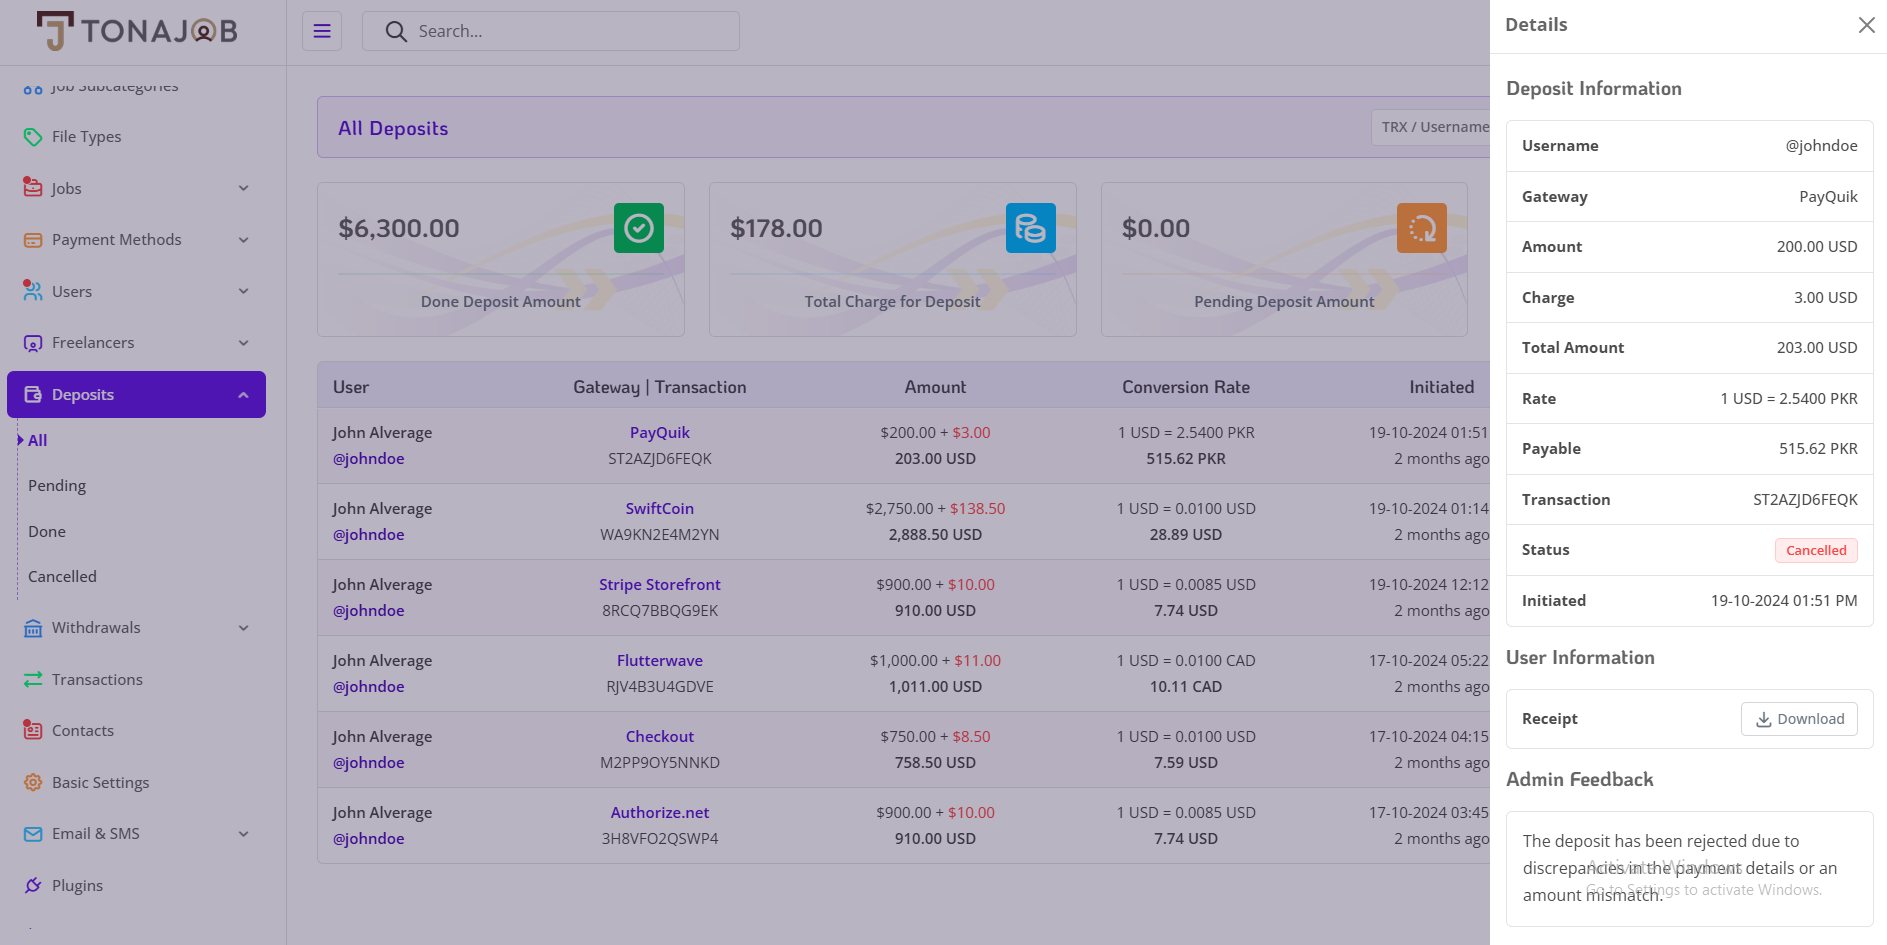 TONAJOB
Search...
Job Subcategories
File Types
Jobs
Payment Methods
Users
Freelancers
Deposits
All
Pending
Done
Cancelled
Withdrawals
Transactions
Contacts
Basic Settings
Email & SMS
Plugins
All Deposits
TRX / Username
$6,300.00
Done Deposit Amount
$178.00
Total Charge for Deposit
$0.00
Pending Deposit Amount
User Gateway | Transaction Amount Conversion Rate Initiated
John Alverage PayQuik $200.00 + $3.00 1 USD = 2.5400 PKR 19-10-2024 01:51
@johndoe ST2AZJD6FEQK 203.00 USD 515.62 PKR 2 months ago
John Alverage SwiftCoin $2,750.00 + $138.50 1 USD = 0.0100 USD 19-10-2024 01:14
@johndoe WA9KN2E4M2YN 2,888.50 USD 28.89 USD 2 months ago
John Alverage Stripe Storefront $900.00 + $10.00 1 USD = 0.0085 USD 19-10-2024 12:12
@johndoe 8RCQ7BBQG9EK 910.00 USD 7.74 USD 2 months ago
John Alverage Flutterwave $1,000.00 + $11.00 1 USD = 0.0100 CAD 17-10-2024 05:22
@johndoe RJV4B3U4GDVE 1,011.00 USD 10.11 CAD 2 months ago
John Alverage Checkout $750.00 + $8.50 1 USD = 0.0100 USD 17-10-2024 04:15
@johndoe M2PP9OY5NNKD 758.50 USD 7.59 USD 2 months ago
John Alverage Authorize.net $900.00 + $10.00 1 USD = 0.0085 USD 17-10-2024 03:45
@johndoe 3H8VFO2QSWP4 910.00 USD 7.74 USD 2 months ago
Details
Deposit Information
Username @johndoe
Gateway PayQuik
Amount 200.00 USD
Charge 3.00 USD
Total Amount 203.00 USD
Rate 1 USD = 2.5400 PKR
Payable 515.62 PKR
Transaction ST2AZJD6FEQK
Status Cancelled
Initiated 19-10-2024 01:51 PM
User Information
Receipt Download
Admin Feedback
The deposit has been rejected due to
discrepancies in the payment details or an
amount mismatch.
Activate Windows
Go to Settings to activate Windows.